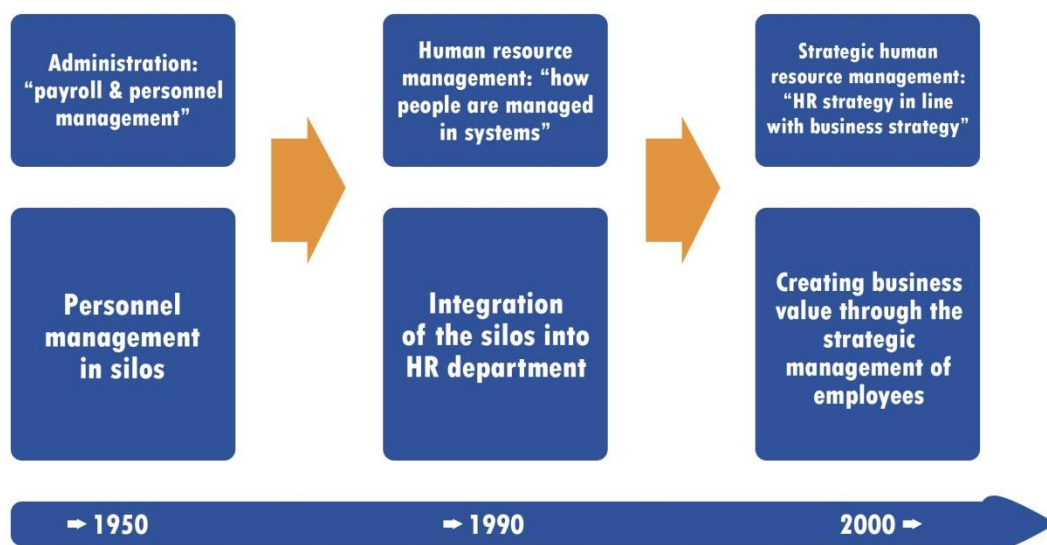 Administration:
“payroll & personnel
management”
Human resource
management: “how
people are managed
in systems”
Strategic human
resource management:
“HR strategy in line
with business strategy”
Personnel
management
in silos
Integration
of the silos into
HR department
Creating business
value through the
strategic
management of
employees
➨ 1950
➨ 1990
2000 ➨